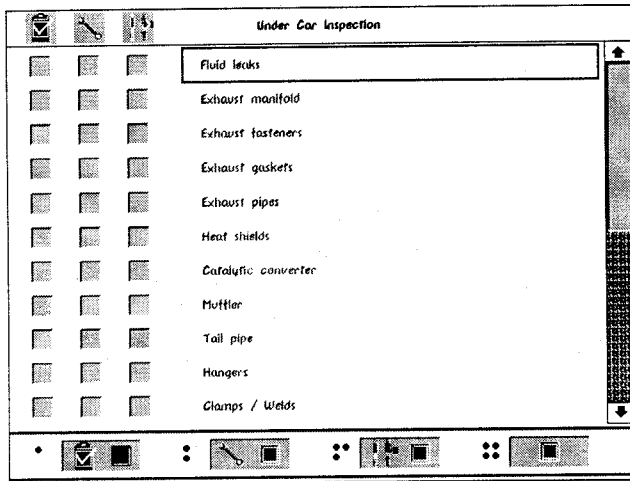 Under Car Inspection
Fluid leaks
Exhaust manifold
Exhaust fasteners
Exhaust gaskets
Exhaust pipes
Heat shields
Catalytic converter
Muffler
Tail pipe
Hangers
Clamps / Welds